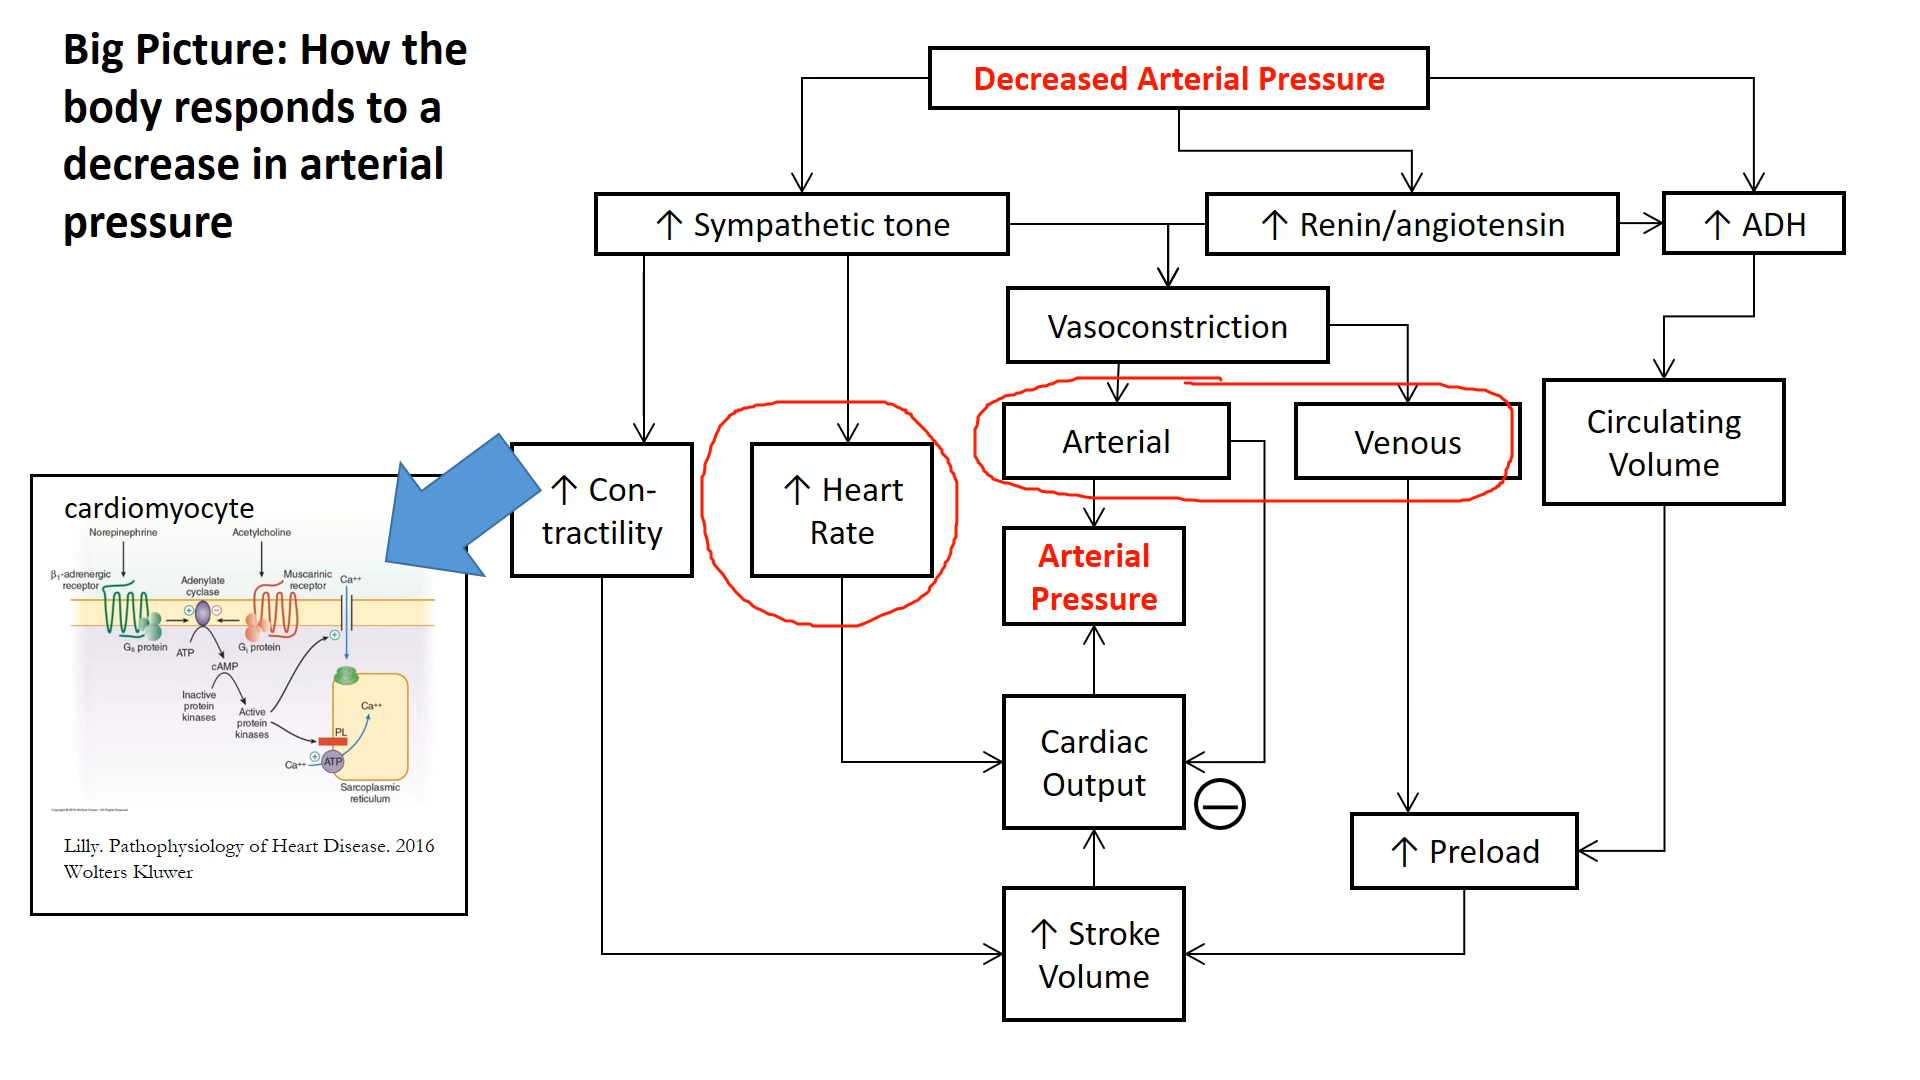 Big Picture: How the
body responds to a
decrease in arterial
pressure
Decreased Arterial Pressure
↑ Sympathetic tone
↑ Renin/angiotensin
↑ ADH
Vasoconstriction
Arterial
Venous
Circulating
Volume
↑ Con-
tractility
↑ Heart
Rate
Arterial
Pressure
Cardiac
Output
↑ Preload
↑ Stroke
Volume
cardiomyocyte
Norepinephrine
Acetylcholine
β1-adrenergic
receptor
Adenylate
cyclase
Muscarinic
receptor
Ca++
Gs protein
ATP
Gi protein
cAMP
Inactive
protein
kinases
Active
protein
kinases
Ca++
PL
Ca++
ATP
Sarcoplasmic
reticulum
Lilly. Pathophysiology of Heart Disease. 2016
Wolters Kluwer